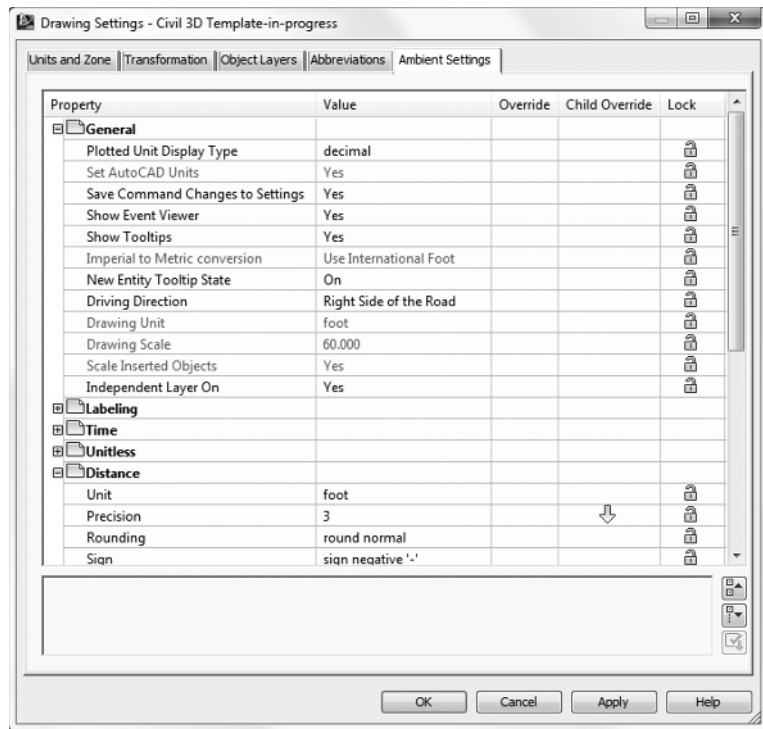 Drawing Settings - Civil 3D Template-in-progress
Units and Zone Transformation Object Layers Abbreviations Ambient Settings
Property Value Override Child Override Lock
General
Plotted Unit Display Type decimal
Set AutoCAD Units Yes
Save Command Changes to Settings Yes
Show Event Viewer Yes
Show Tooltips Yes
Imperial to Metric conversion Use International Foot
New Entity Tooltip State On
Driving Direction Right Side of the Road
Drawing Unit foot
Drawing Scale 60.000
Scale Inserted Objects Yes
Independent Layer On Yes
Labeling
Time
Unitless
Distance
Unit foot
Precision 3
Rounding round normal
Sign sign negative '-'
OK Cancel Apply Help